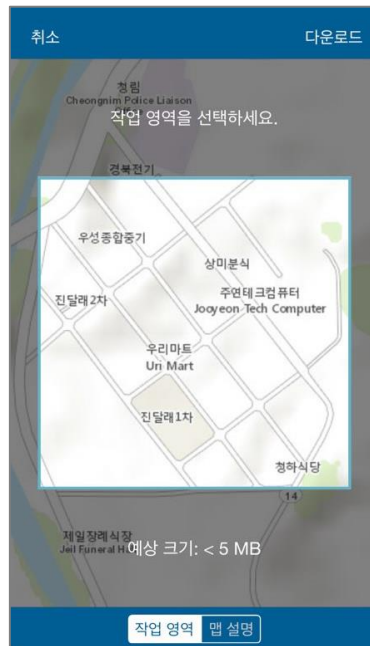 취소
다운로드
청림
Cheongnim Police Liaison
작업 영역을 선택하세요.
경북전기
우성종합중기
상미분식
진달래2차
주연테크컴퓨터
Jooyeon Tech Computer
우리마트
Uri Mart
진달래1차
청하식당
14
제일장례식장
Jeil Funeral
예상 크기: < 5 MB
작업 영역
맵 설명